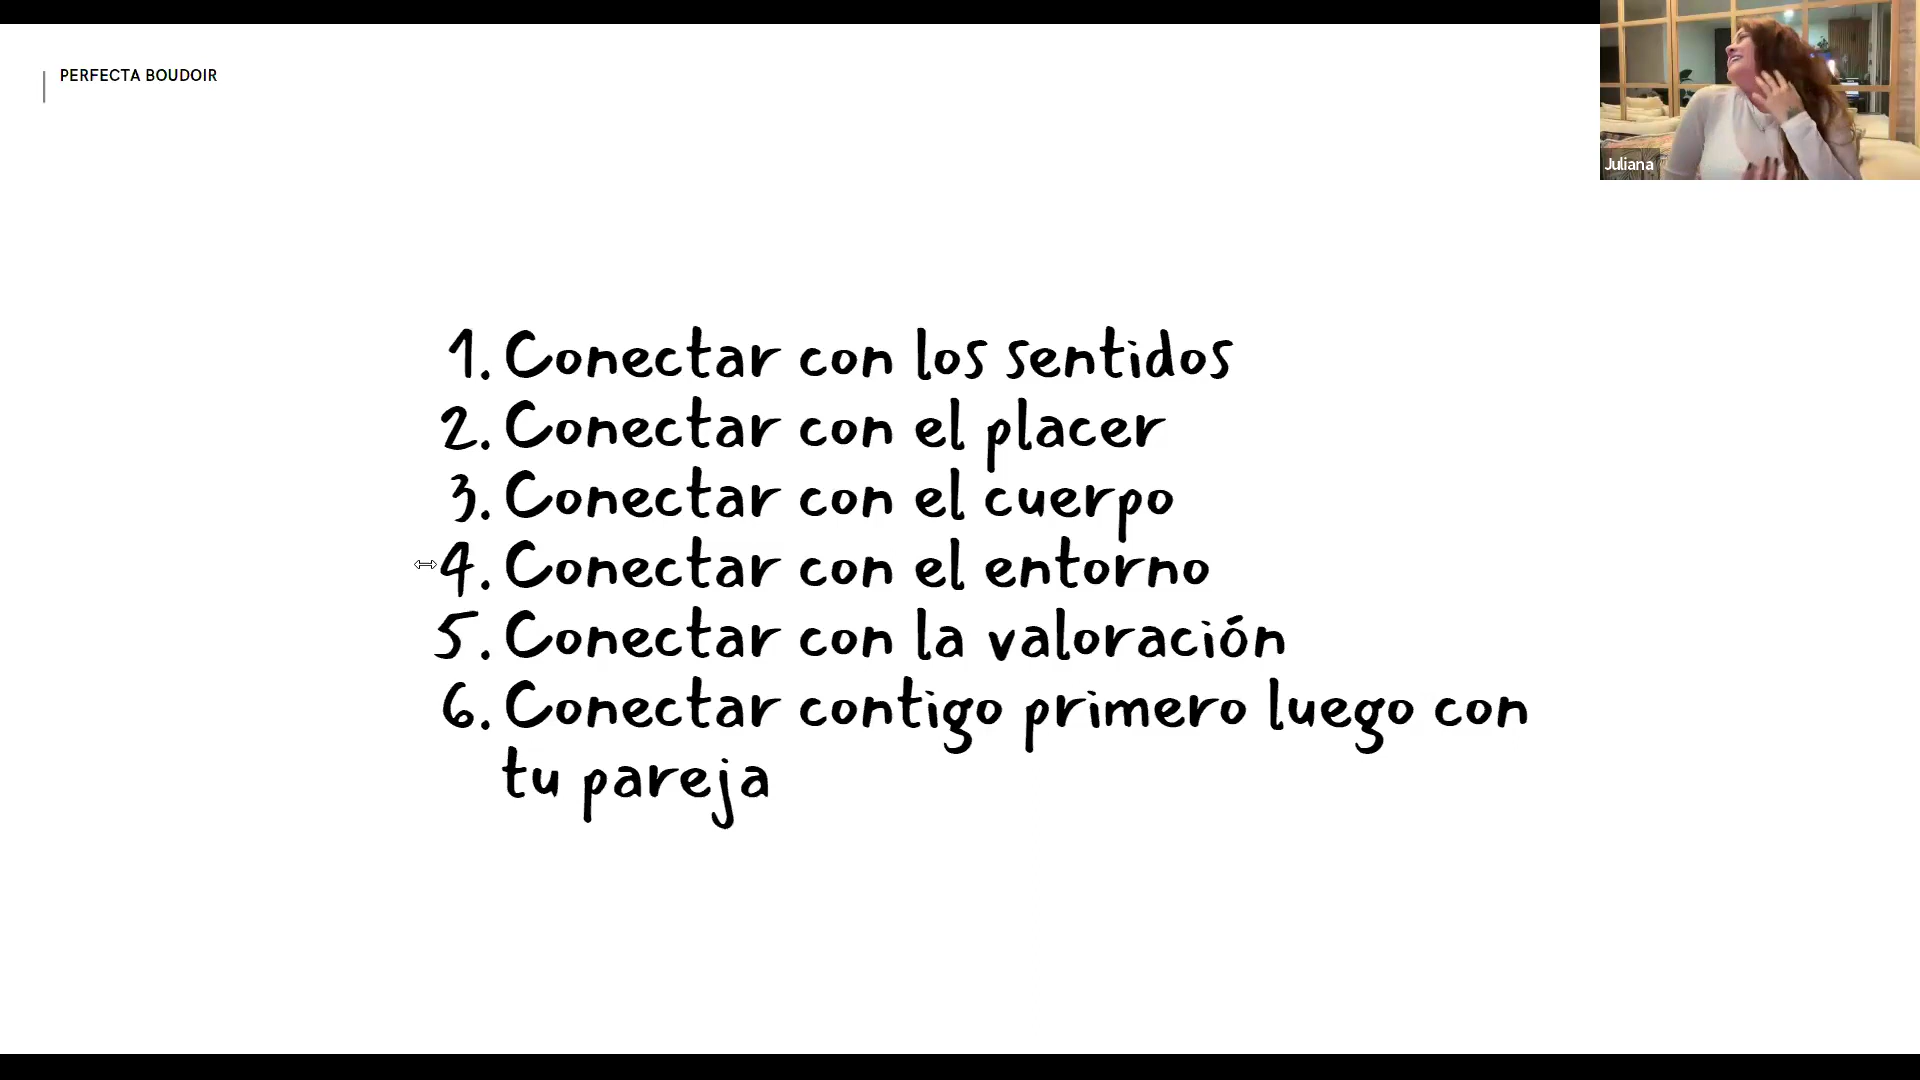 PERFECTA BOUDOIR
Juliana
1. Conectar con los sentidos
2. Conectar con el placer
3. Conectar con el cuerpo
4. Conectar con el entorno
5. Conectar con la valoración
6. Conectar contigo primero luego con
tu pareja